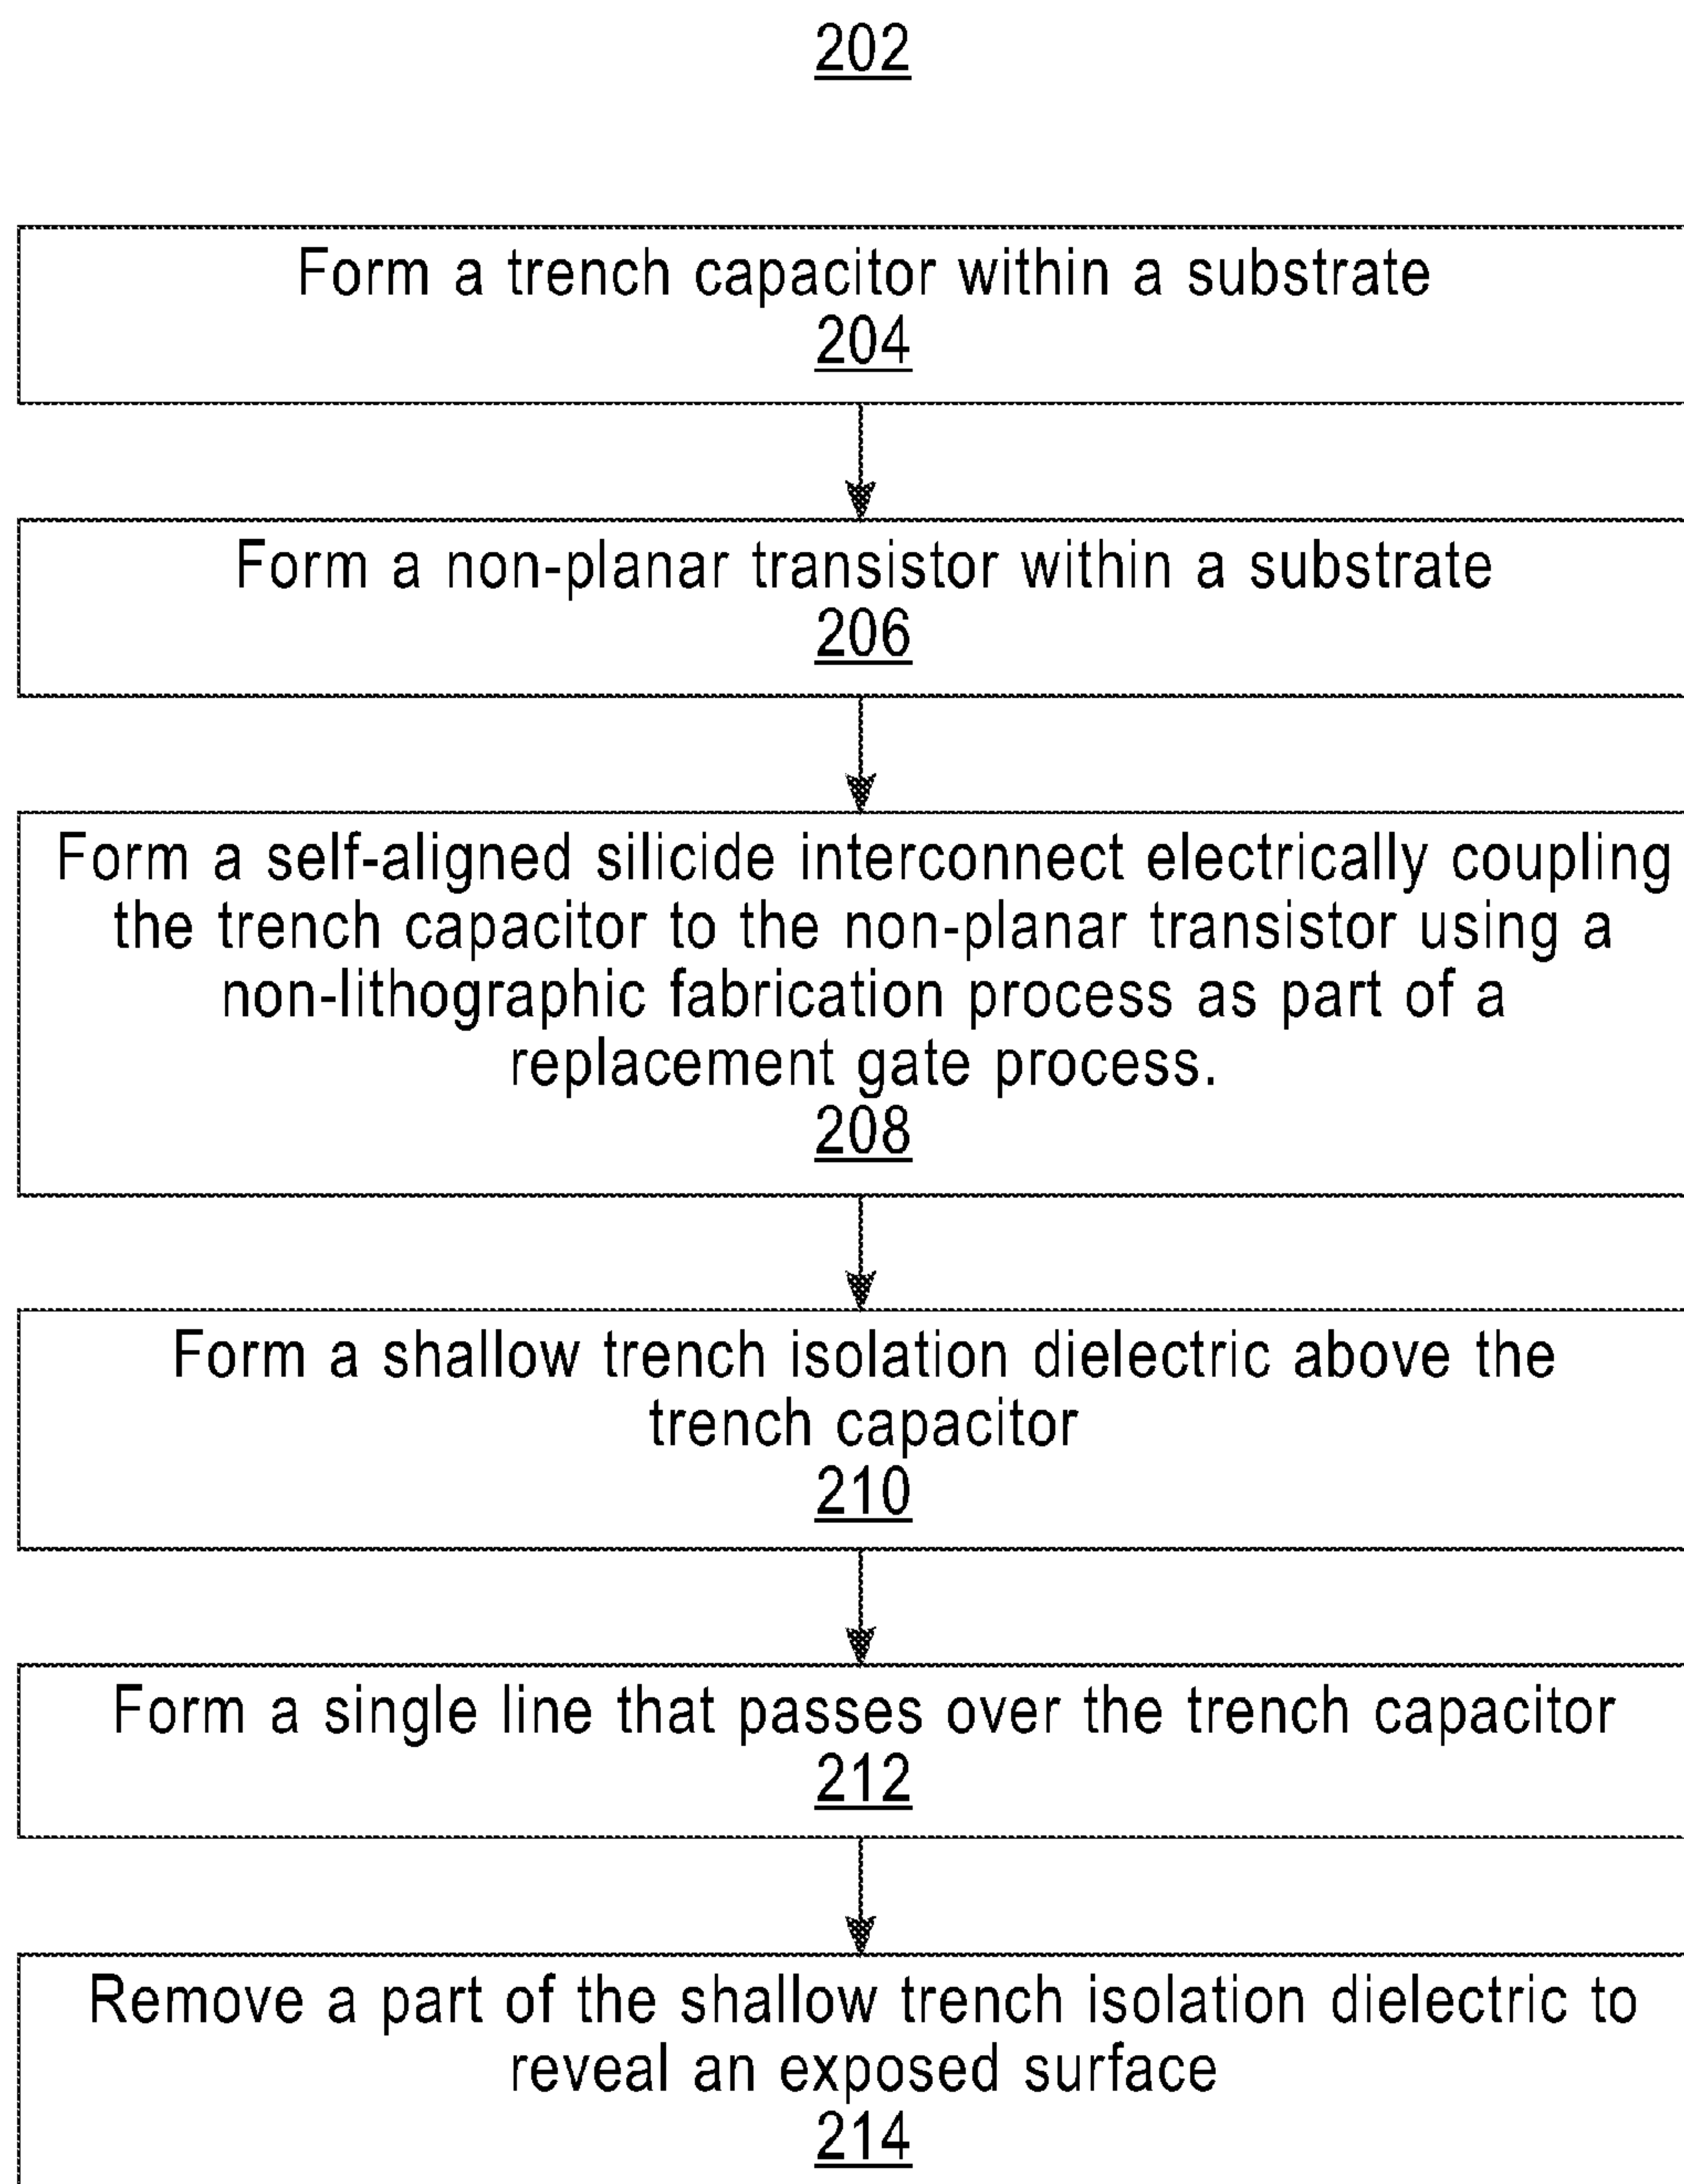 202
Form a trench capacitor within a substrate
204
Form a non-planar transistor within a substrate
206
Form a self-aligned silicide interconnect electrically coupling
the trench capacitor to the non-planar transistor using a
non-lithographic fabrication process as part of a
replacement gate process.
208
Form a shallow trench isolation dielectric above the
trench capacitor
210
Form a single line that passes over the trench capacitor
212
Remove a part of the shallow trench isolation dielectric to
reveal an exposed surface
214